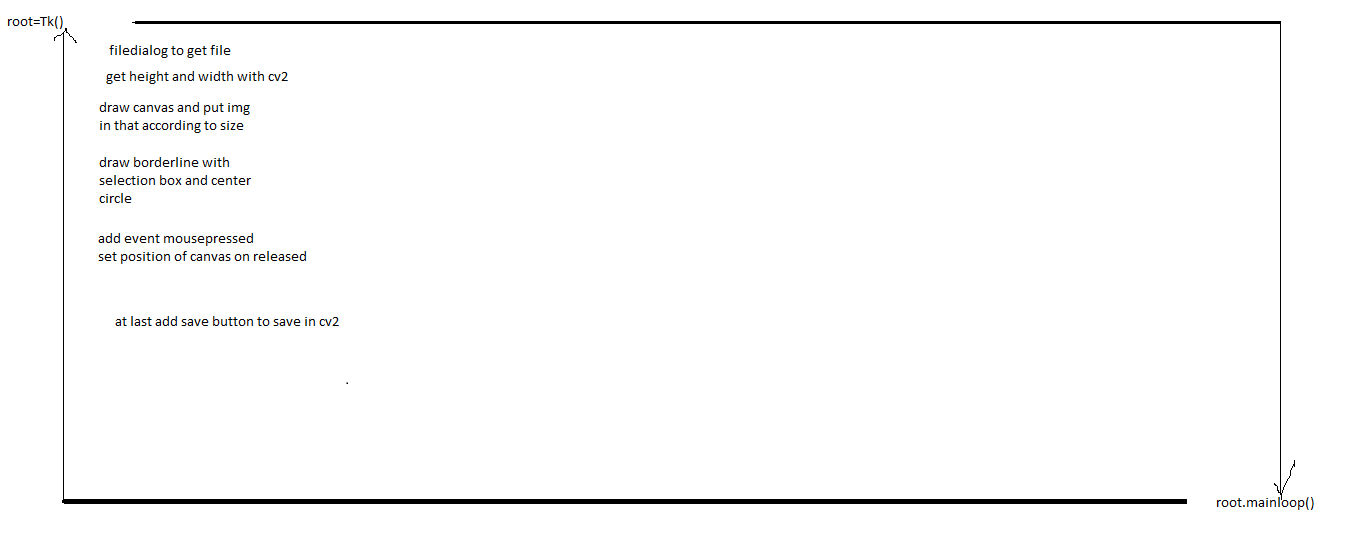 root=Tk()
filedialog to get file
get height and width with cv2
draw canvas and put img
in that according to size
draw borderline with
selection box and center
circle
add event mousepressed
set position of canvas on released
at last add save button to save in cv2
root.mainloop()